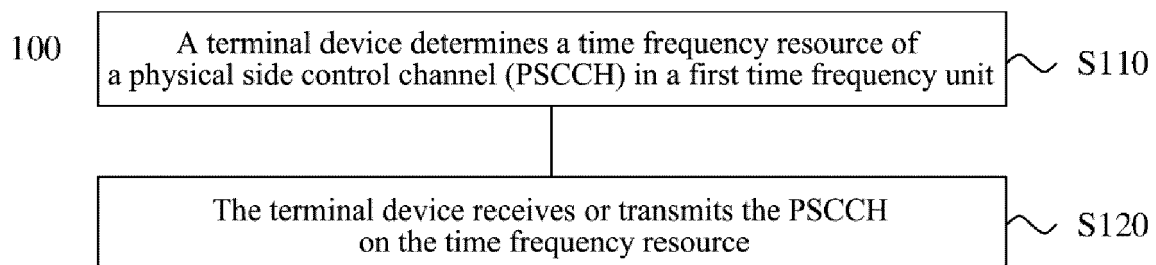 100
A terminal device determines a time frequency resource of
a physical side control channel (PSCCH) in a first time frequency unit
S110
The terminal device receives or transmits the PSCCH
on the time frequency resource
S120